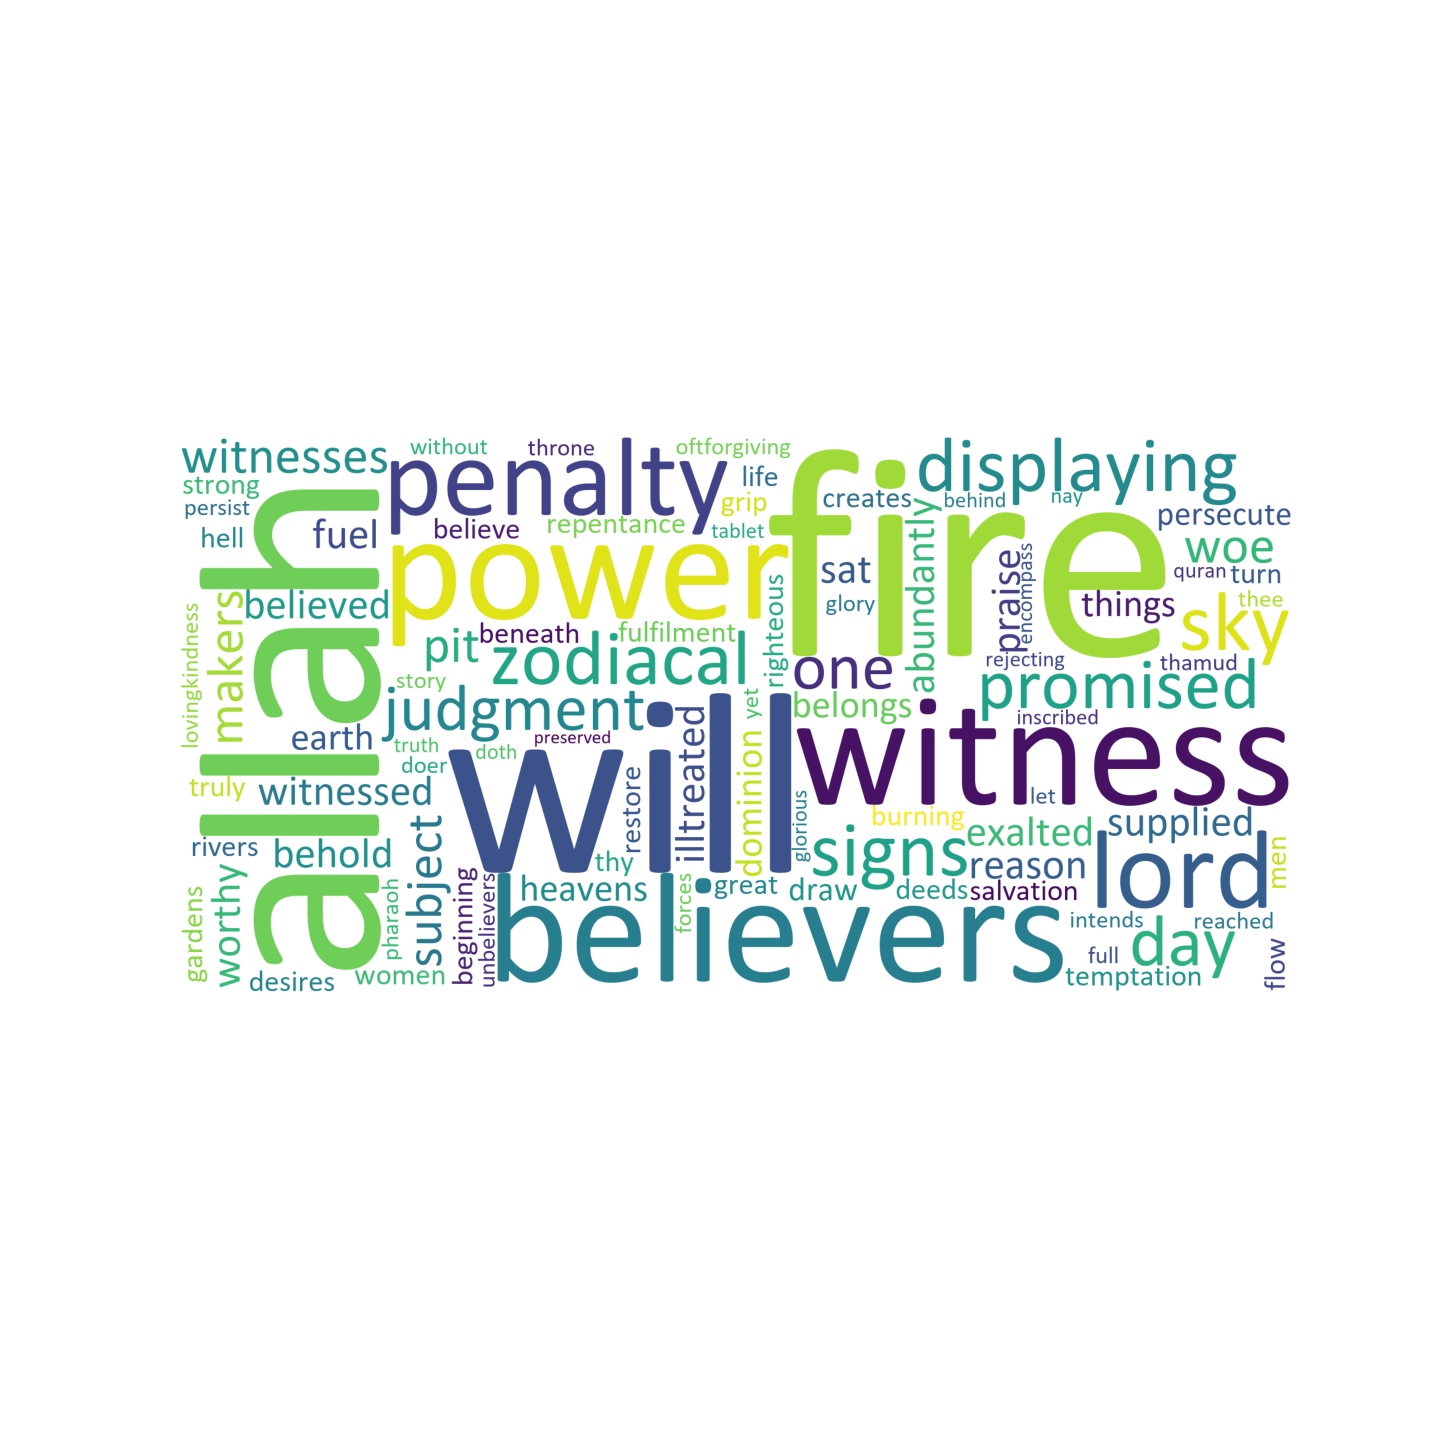 witnesses
without
throne
oftforgiving
displaying
strong
penalty
life
fire
persist
grip
creates
behind
nay
persecute
hell
fuel
believe
repentance
tablet
abundantly
woe
allah
power
sat
praise
encompass
quran
turn
lovingkindness
makers
believed
glory
things
sky
thee
pit
beneath
fulfilment
righteous
zodiacal
one
rejecting
thamud
story
promised
judgment
will
illtreated
yet
belongs
witness
inscribed
earth
truth
doth
preserved
doer
restore
dominion
glorious
let
truly
witnessed
burning
exalted
supplied
rivers
behold
subject
thy
signs
reason
lord
men
gardens
worthy
pharaoh
beginning
unbelievers
heavens
forces
great
draw
deeds
salvation
believers
intends
reached
desires
women
full
day
temptation
flow